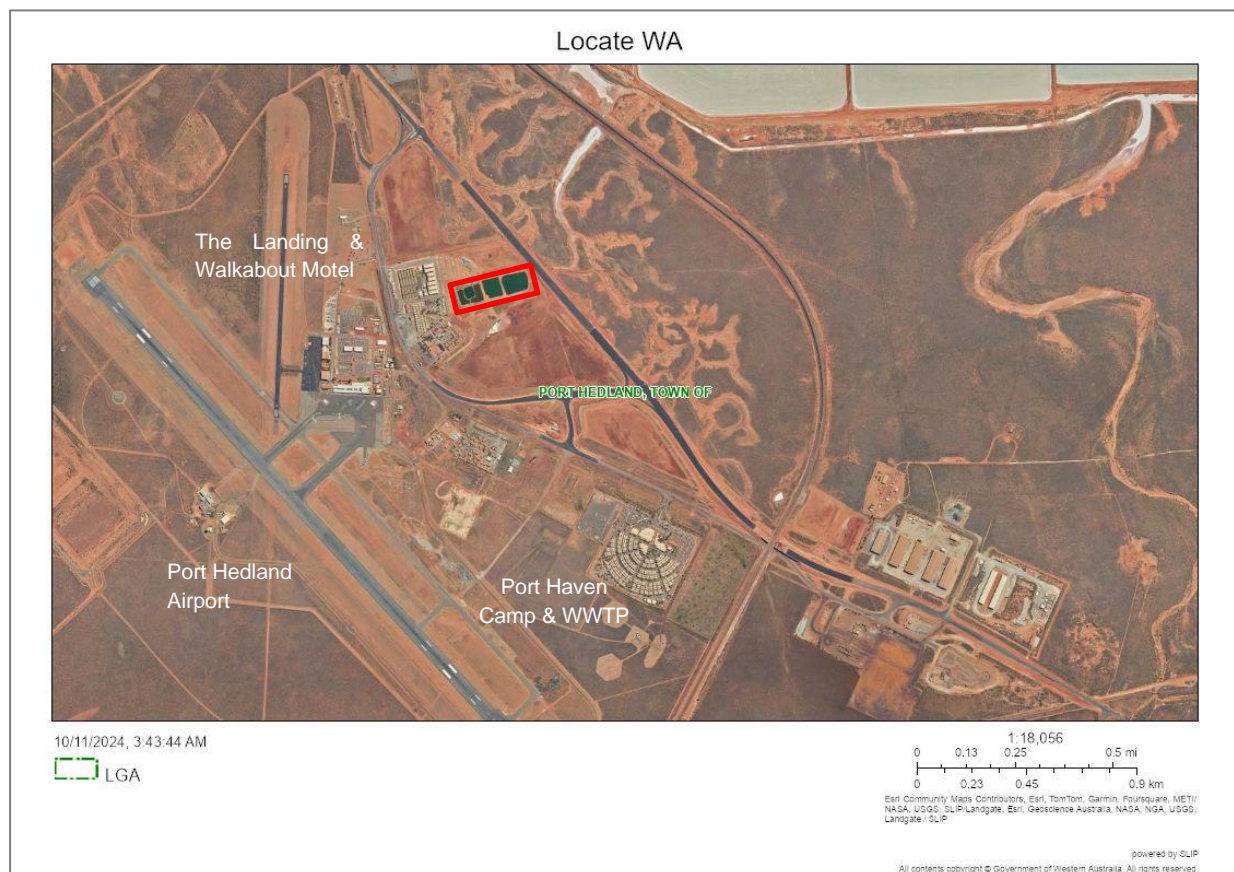 Locate WA
The Landing &
Walkabout Motel
PORT HEDLAND, TOWN OF
Port Hedland
Airport
Port Haven
Camp & WWTP
10/11/2024, 3:43:44 AM
LGA
1:18,056
0 0.13 0.25 0.5 mi
0 0.23 0.45 0.9 km
Esri Community Maps Contributors, Esri, TomTom, Garmin, Foursquare, METI/
NASA, USGS, SLIP/Landgate, Esri, Geoscience Australia, NASA, NGA, USGS,
Landgate / SLIP
powered by SLIP
All contents copyright © Government of Western Australia. All rights reserved.